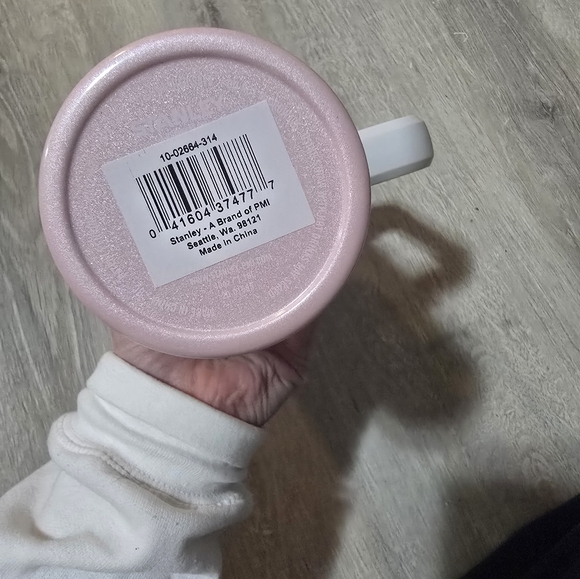 10-02664-314
0 41604 37477 7
Stanley - A Brand of PMI
Seattle, Wa. 98121
Made in China